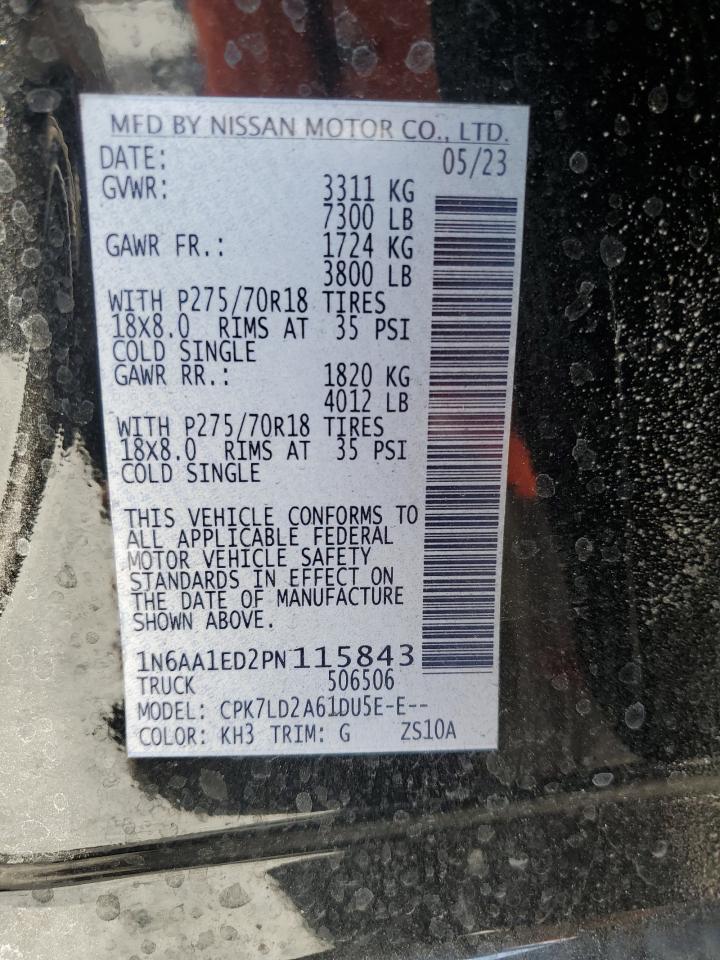 MFD BY NISSAN MOTOR CO., LTD.
DATE: 05/23
GVWR: 3311 KG
7300 LB
GAWR FR.: 1724 KG
3800 LB
WITH P275/70R18 TIRES
18X8.0 RIMS AT 35 PSI
COLD SINGLE
GAWR RR.: 1820 KG
4012 LB
WITH P275/70R18 TIRES
18X8.0 RIMS AT 35 PSI
COLD SINGLE
THIS VEHICLE CONFORMS TO
ALL APPLICABLE FEDERAL
MOTOR VEHICLE SAFETY
STANDARDS IN EFFECT ON
THE DATE OF MANUFACTURE
SHOWN ABOVE.
1N6AA1ED2PN115843
TRUCK 506506
MODEL: CPK7LD2A61DU5E-E--
COLOR: KH3 TRIM: G ZS10A